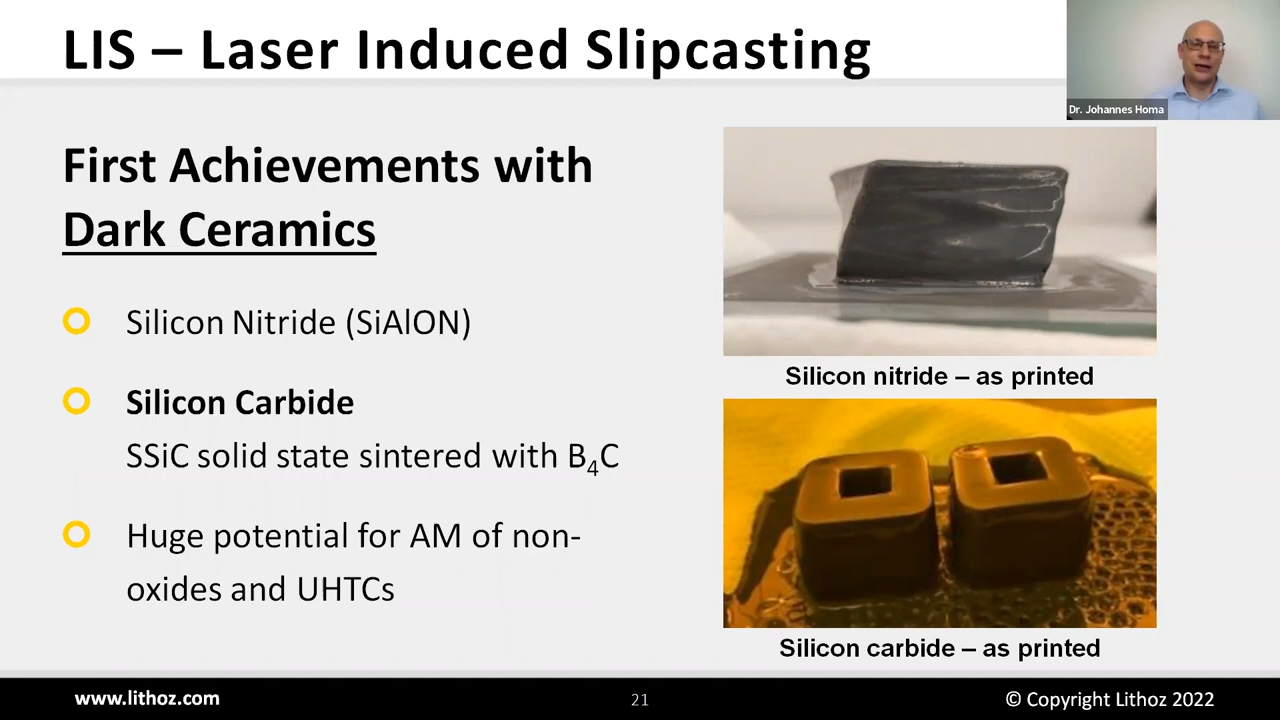 LIS – Laser Induced Slipcasting
Dr. Johannes Homa
First Achievements with
Dark Ceramics
Silicon Nitride (SiAlON)
Silicon Carbide
SSiC solid state sintered with B₄C
Huge potential for AM of non-
oxides and UHTCs
Silicon nitride – as printed
Silicon carbide – as printed
www.lithoz.com
21
© Copyright Lithoz 2022